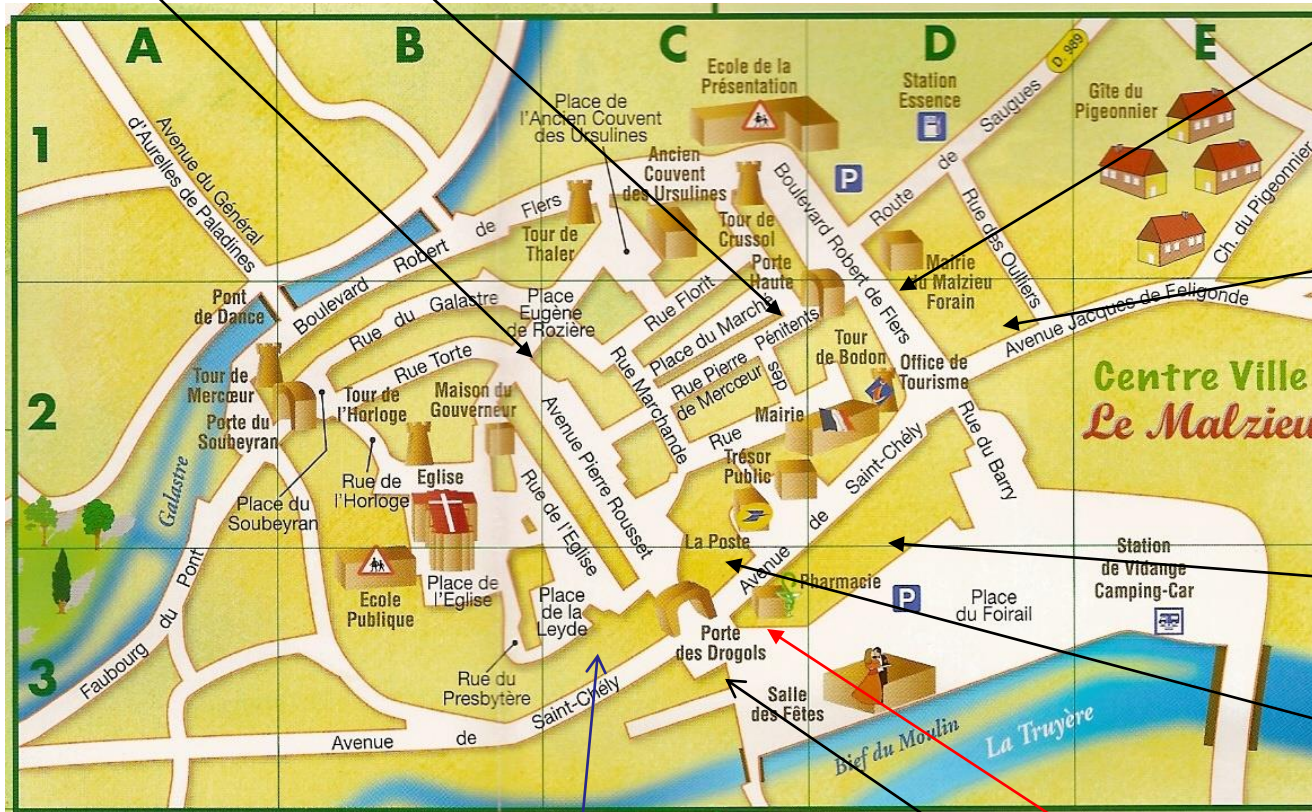 A
B
C
D
E
1
2
3
D. 989
Ecole de la
Présentation
Station
Essence
Gîte du
Pigeonnier
Place de
l'Ancien Couvent
des Ursulines
Ancien
Couvent
des Ursulines
Avenue du Général
d'Aurelles de Paladines
Route de Saugues
P
Boulevard Robert de Flers
Tour de
Thaler
Tour de
Crussol
Boulevard Robert de Flers
Rue des Oulliers
Ch. du Pigeonnier
Mairie
du Malzieu
Forain
Porte
Haute
Pont
de Dance
Rue du Galastre
Place
Eugène
de Rozière
Rue Florit
Place du Marché
Avenue Jacques de Feligonde
Rue Torte
Rue Marchande
Rue Pierre
de Mercœur
Rue des Pénitents
Tour
de Bodon
Office de
Tourisme
Centre Ville
Le Malzieu
Tour de
Mercœur
Porte du
Soubeyran
Tour de
l'Horloge
Maison du
Gouverneur
Avenue Pierre Rousset
Mairie
Rue du Barry
Trésor
Public
Galastre
Place du
Soubeyran
Rue de
l'Horloge
Eglise
Rue de l'Eglise
La Poste
Avenue de Saint-Chély
Station
de Vidange
Camping-Car
Faubourg du Pont
Ecole
Publique
Place de
l'Eglise
Place
de la
Leyde
Pharmacie
P
Place
du Foirail
Porte
des Drogols
Rue du
Presbytère
Salle
des Fêtes
Avenue de Saint-Chély
Bief du Moulin
La Truyère